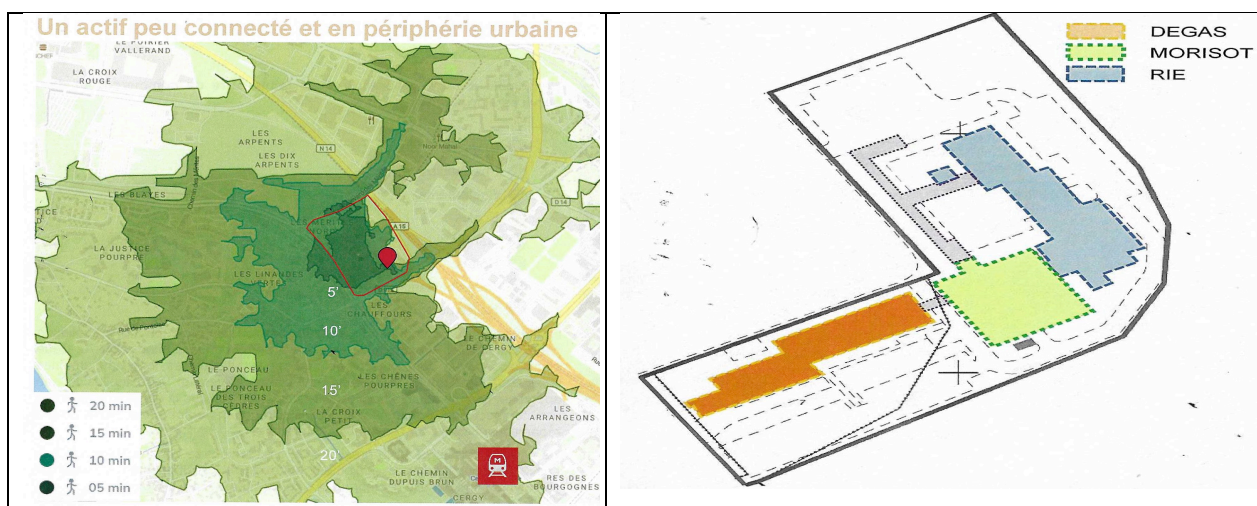 Un actif peu connecté et en périphérie urbaine
LE POIRIER
VALLERAND
LA CROIX
ROUGE
LES
ARPENTS
N14
LES DIX
ARPENTS
LES BLAYES
D14
A15
LA JUSTICE
POURPRE
LES LINANDES
5'
LES
CHAUFFOURS
10'
LE CHEMIN
DE CERGY
LE PONCEAU
LE PONCEAU
DES TROIS
CÈDRES
15'
LES CHÊNES
POURPRES
LA CROIX
PETIT
LES
ARRANGEONS
20'
M
LE CHEMIN
DUPUIS BRUN
RES DES
BOURGOGNES
CERGY
20 min
15 min
10 min
05 min
DEGAS
MORISOT
RIE